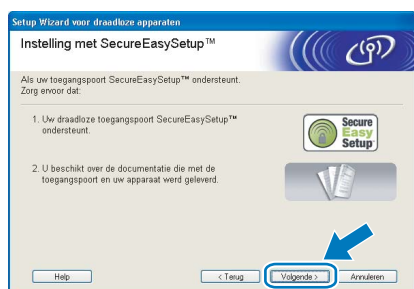 Setup Wizard voor draadloze apparaten
Instelling met SecureEasySetup™
Als uw toegangspoort SecureEasySetup™ ondersteunt.
Zorg ervoor dat:
1. Uw draadloze toegangspoort SecureEasySetup™
ondersteunt.
2. U beschikt over de documentatie die met de
toegangspoort en uw apparaat werd geleverd.
Secure
Easy
Setup
Help
< Terug
Volgende >
Annuleren